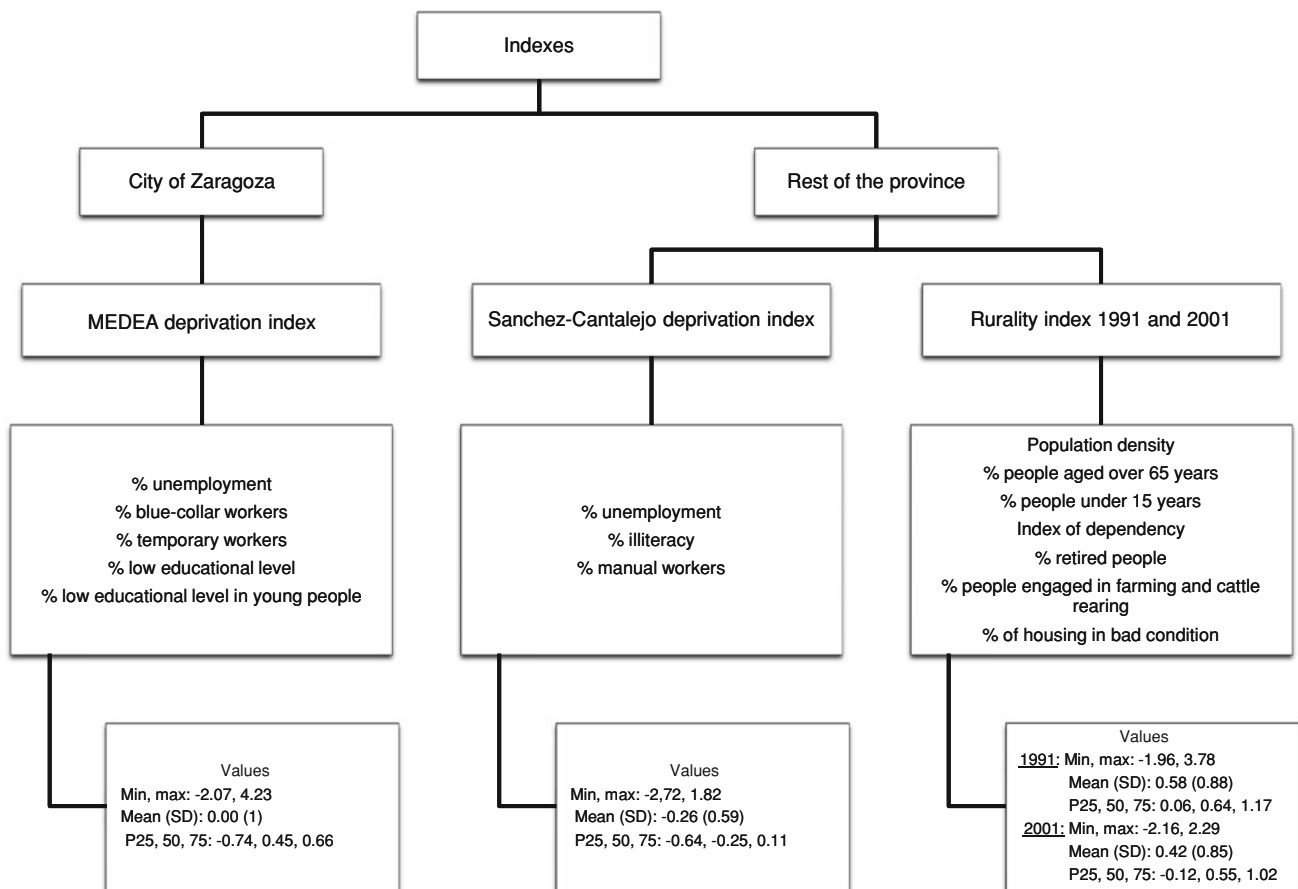 Indexes
City of Zaragoza
Rest of the province
MEDEA deprivation index
Sanchez-Cantalejo deprivation index
Rurality index 1991 and 2001
% unemployment
% blue-collar workers
% temporary workers
% low educational level
% low educational level in young people
% unemployment
% illiteracy
% manual workers
Population density
% people aged over 65 years
% people under 15 years
Index of dependency
% retired people
% people engaged in farming and cattle
rearing
% of housing in bad condition
Values
Min, max: -2.07, 4.23
Mean (SD): 0.00 (1)
P25, 50, 75: -0.74, 0.45, 0.66
Values
Min, max: -2,72, 1.82
Mean (SD): -0.26 (0.59)
P25, 50, 75: -0.64, -0.25, 0.11
Values
1991: Min, max: -1.96, 3.78
Mean (SD): 0.58 (0.88)
P25, 50, 75: 0.06, 0.64, 1.17
2001: Min, max: -2.16, 2.29
Mean (SD): 0.42 (0.85)
P25, 50, 75: -0.12, 0.55, 1.02